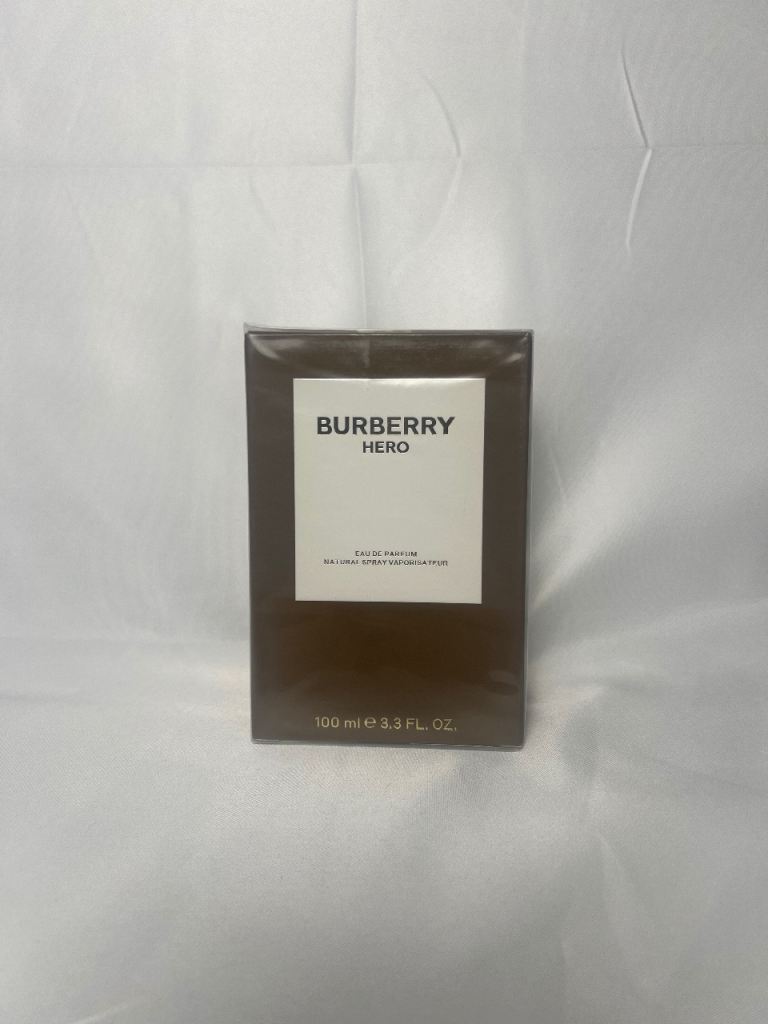 BURBERRY
HERO
EAU DE PARFUM
NATURAL SPRAY VAPORISATEUR
100 ml ℮ 3.3 FL. OZ.